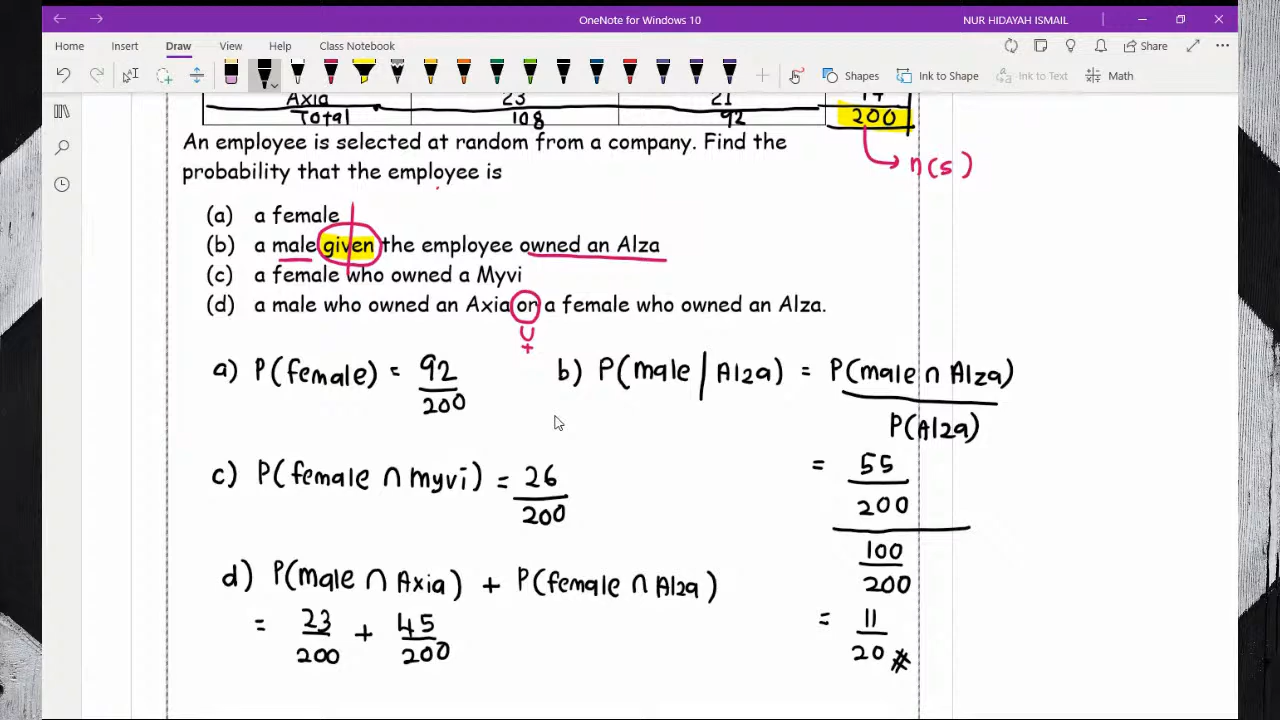 OneNote for Windows 10
NUR HIDAYAH ISMAIL
Home Insert Draw View Help Class Notebook
Share
Shapes Ink to Shape Ink to Text Math
Axia 23 21
Total 108 92 200
n(s)
An employee is selected at random from a company. Find the
probability that the employee is
(a) a female
(b) a male given the employee owned an Alza
(c) a female who owned a Myvi
(d) a male who owned an Axia or a female who owned an Alza.
U
+
a) P(female) = 92/200
b) P(male | Alza) = P(male ∩ Alza)/P(Alza)
= 55/200
100/200
= 11/20 #
c) P(female ∩ myvi) = 26/200
d) P(male ∩ Axia) + P(female ∩ Alza)
= 23/200 + 45/200